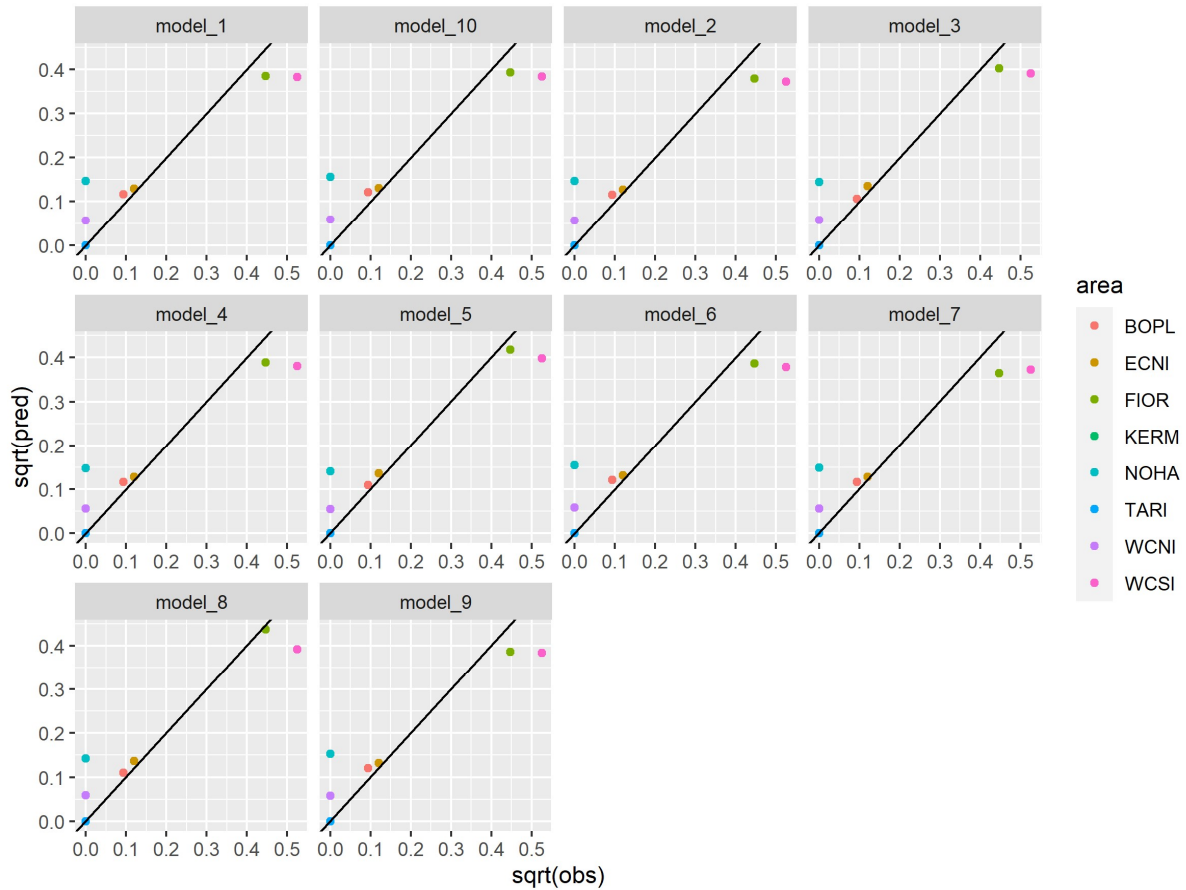 model_1 model_10 model_2 model_3
0.4
0.3
0.2
0.1
0.0
0.0 0.1 0.2 0.3 0.4 0.5 0.0 0.1 0.2 0.3 0.4 0.5 0.0 0.1 0.2 0.3 0.4 0.5 0.0 0.1 0.2 0.3 0.4 0.5
model_4 model_5 model_6 model_7
0.4
0.3
0.2
0.1
0.0
0.0 0.1 0.2 0.3 0.4 0.5 0.0 0.1 0.2 0.3 0.4 0.5 0.0 0.1 0.2 0.3 0.4 0.5 0.0 0.1 0.2 0.3 0.4 0.5
model_8 model_9
0.4
0.3
0.2
0.1
0.0
0.0 0.1 0.2 0.3 0.4 0.5 0.0 0.1 0.2 0.3 0.4 0.5
sqrt(pred)
sqrt(obs)
area
BOPL
ECNI
FIOR
KERM
NOHA
TARI
WCNI
WCSI